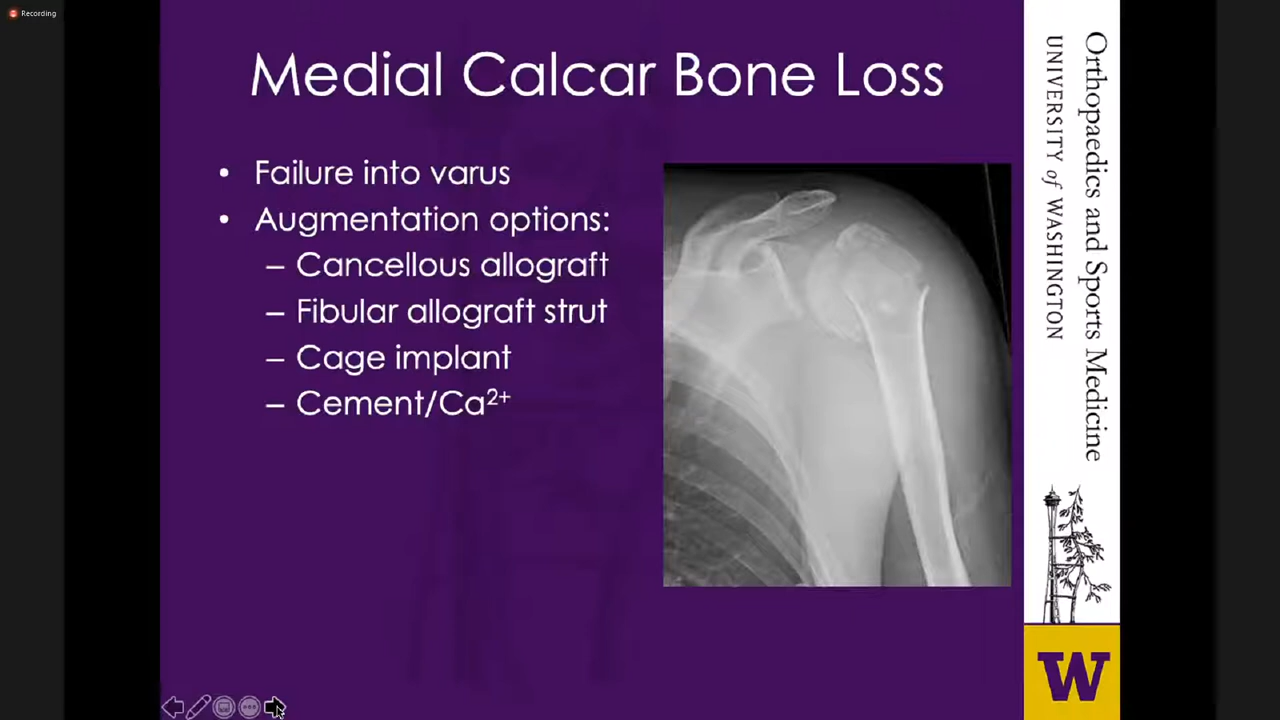 Recording
Medial Calcar Bone Loss
• Failure into varus
• Augmentation options:
– Cancellous allograft
– Fibular allograft strut
– Cage implant
– Cement/Ca²⁺
Orthopaedics and Sports Medicine
UNIVERSITY of WASHINGTON
W